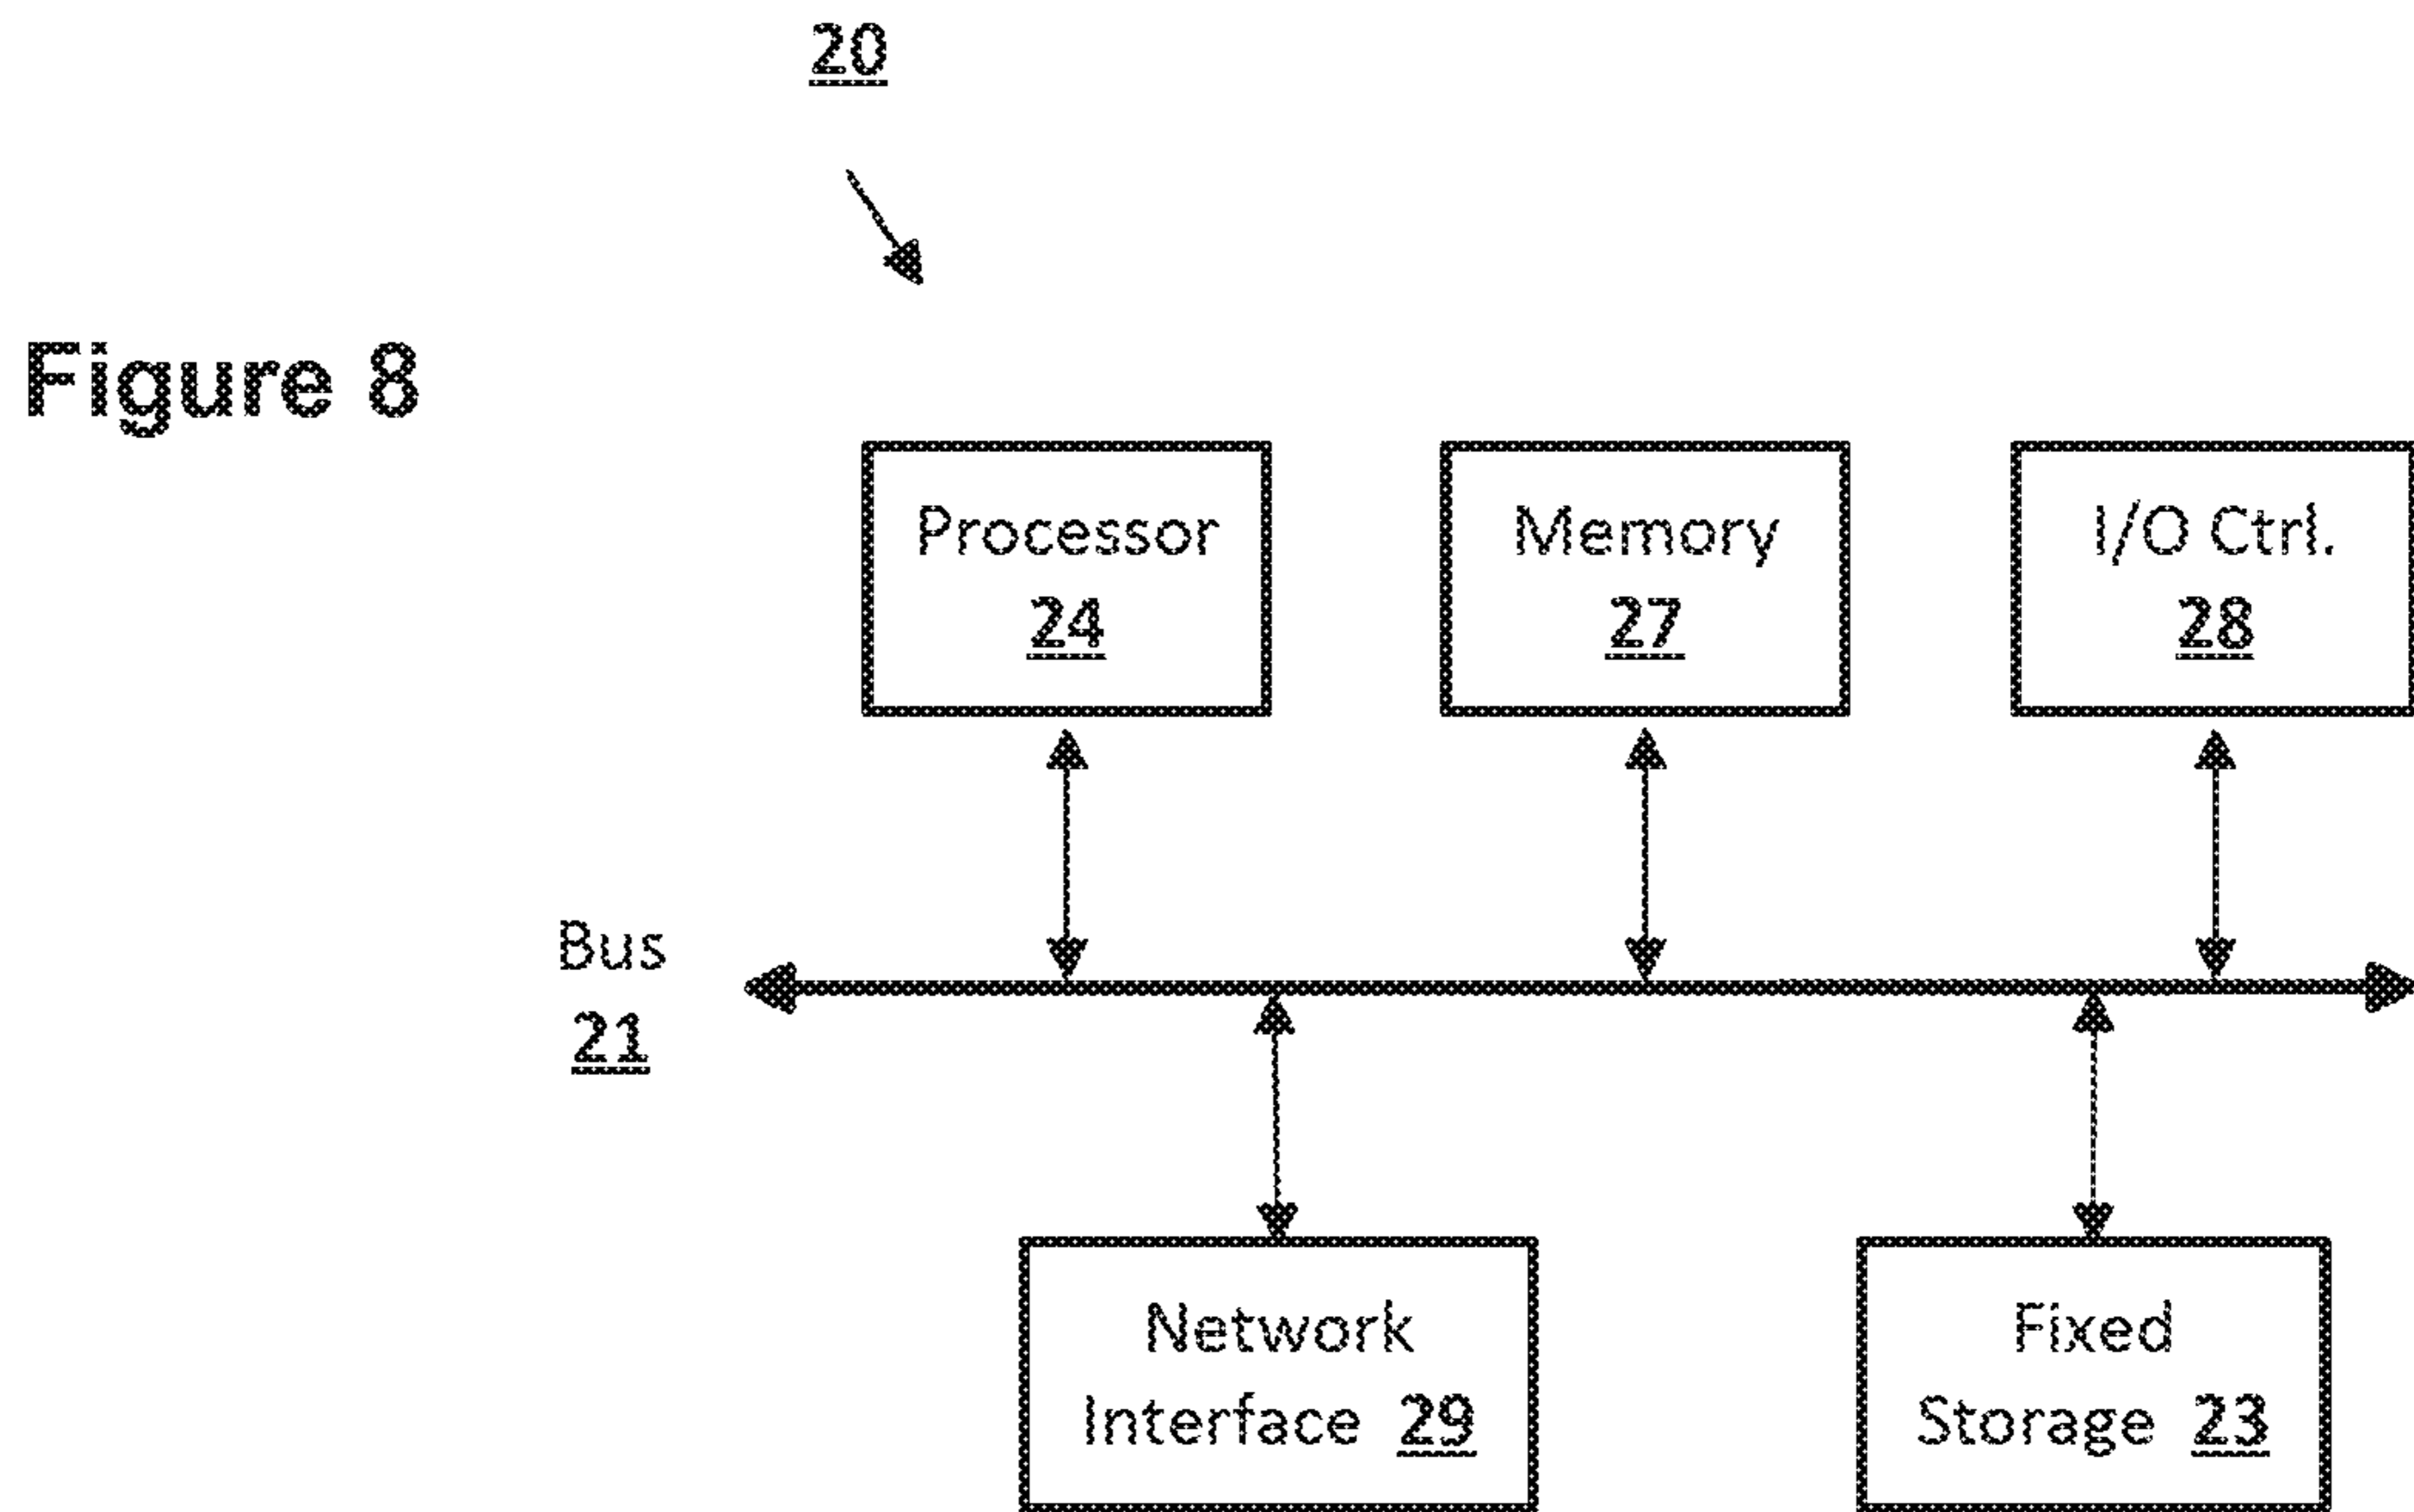 20
Figure 8
Processor
24
Memory
27
I/O Ctrl.
28
Bus
21
Network
Interface 29
Fixed
Storage 23